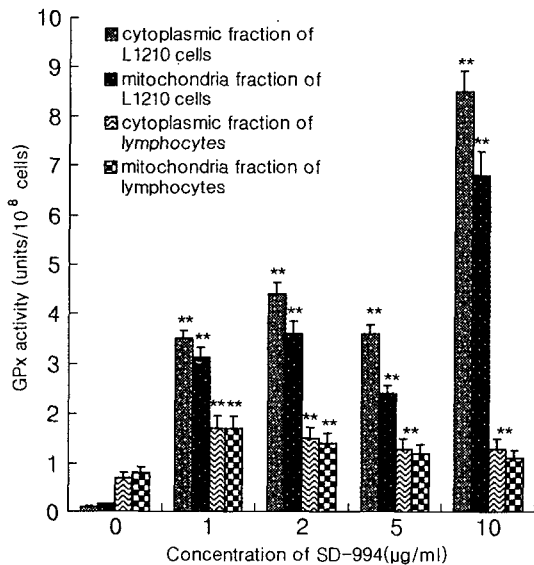 10
9
8
7
6
5
4
3
2
1
0
GPx activity (units/10⁸ cells)
cytoplasmic fraction of
L1210 cells
mitochondria fraction of
L1210 cells
cytoplasmic fraction of
lymphocytes
mitochondria fraction of
lymphocytes
** ** ** **
** ** ** **
** ** **
** ** **
0 1 2 5 10
Concentration of SD-994(µg/ml)